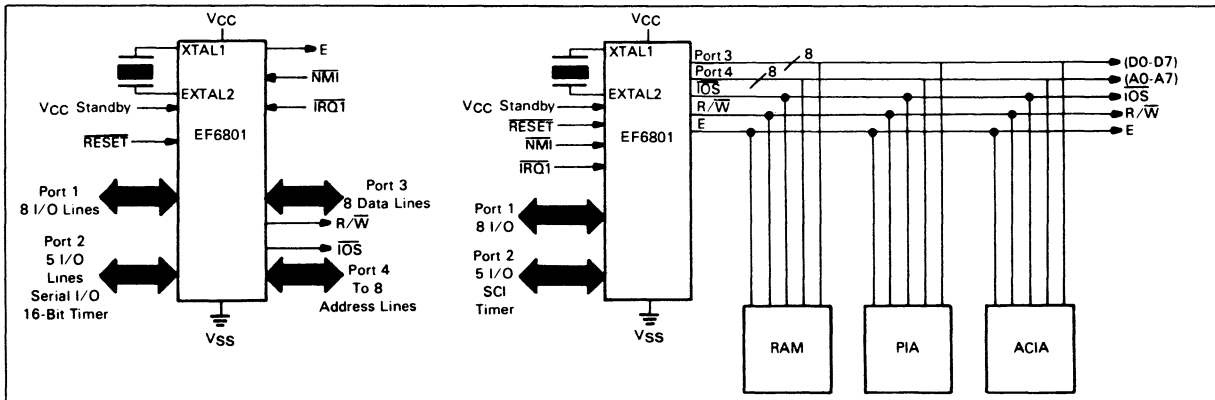 VCC
XTAL1
E
NMI
EXTAL2
VCC Standby
IRQ1
EF6801
RESET
Port 1
8 I/O Lines
Port 3
8 Data Lines
R/W
Port 2
5 I/O
Lines
Serial I/O
16-Bit Timer
IOS
Port 4
To 8
Address Lines
VSS
VCC
XTAL1
Port 3
8
(D0-D7)
Port 4
8
(A0-A7)
EXTAL2
IOS
IOS
VCC Standby
R/W
R/W
RESET
E
E
EF6801
NMI
IRQ1
Port 1
8 I/O
Port 2
5 I/O
SCI
Timer
VSS
RAM
PIA
ACIA